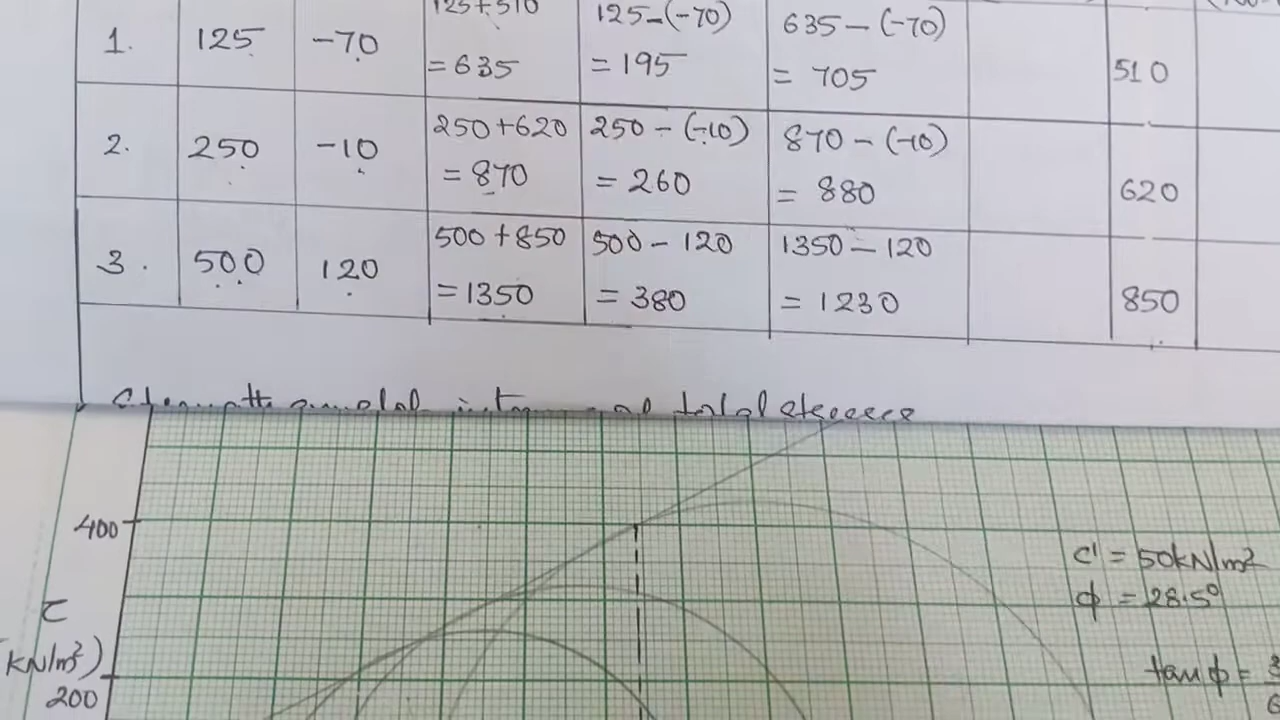 125+510 125-(-70) 635-(-70)
1. 125 -70 =635 = 195 = 705 510
250+620 250-(-10) 870-(-10)
2. 250 -10 = 870 = 260 = 880 620
500+850 500-120 1350-120
3. 500 120 =1350 = 380 = 1230 850
400
C' = 50kN/m²
ϕ = 28.5°
τ
kN/m²)
tan ϕ =
200